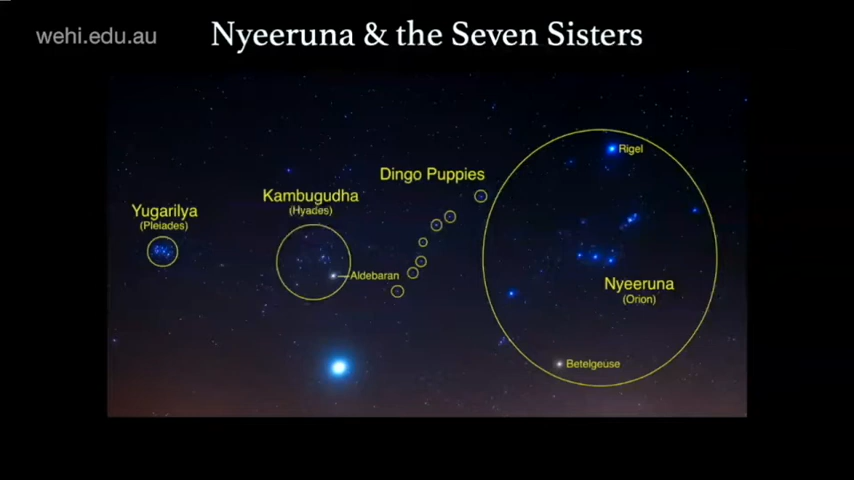 wehi.edu.au
Nyeeruna & the Seven Sisters
Rigel
Dingo Puppies
Kambugudha
(Hyades)
Yugarilya
(Pleiades)
Aldebaran
Nyeeruna
(Orion)
Betelgeuse